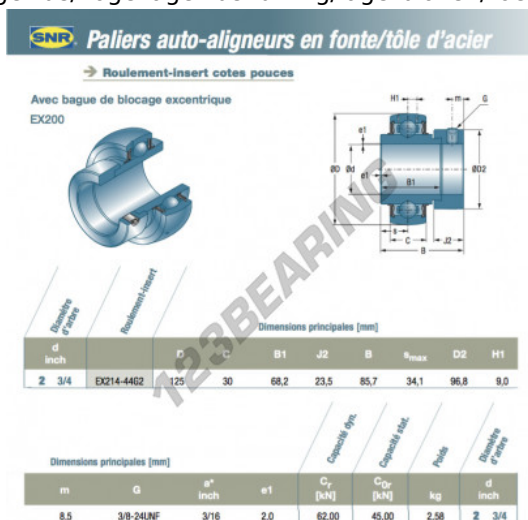 SNR Paliers auto-aligneurs en fonte/tôle d'acier
Roulement-insert cotes pouces
Avec bague de blocage excentrique
EX200
H1 m G
e1
ØD Ød e1 ØD2
B1
s
C J2
B
123BEARING
Diamètre d'arbre
Roulement-insert
Dimensions principales [mm]
d inch D C B1 J2 B smax D2 H1
2 3/4 EX214-44G2 125 30 68,2 23,5 85,7 34,1 96,8 9,0
Capacité dyn.
Capacité stat.
Poids
Diamètre d'arbre
Dimensions principales [mm]
m G a* inch e1 Cr [kN] C0r [kN] kg d inch
8.5 3/8-24UNF 3/16 2.0 62.00 45.00 2.58 2 3/4